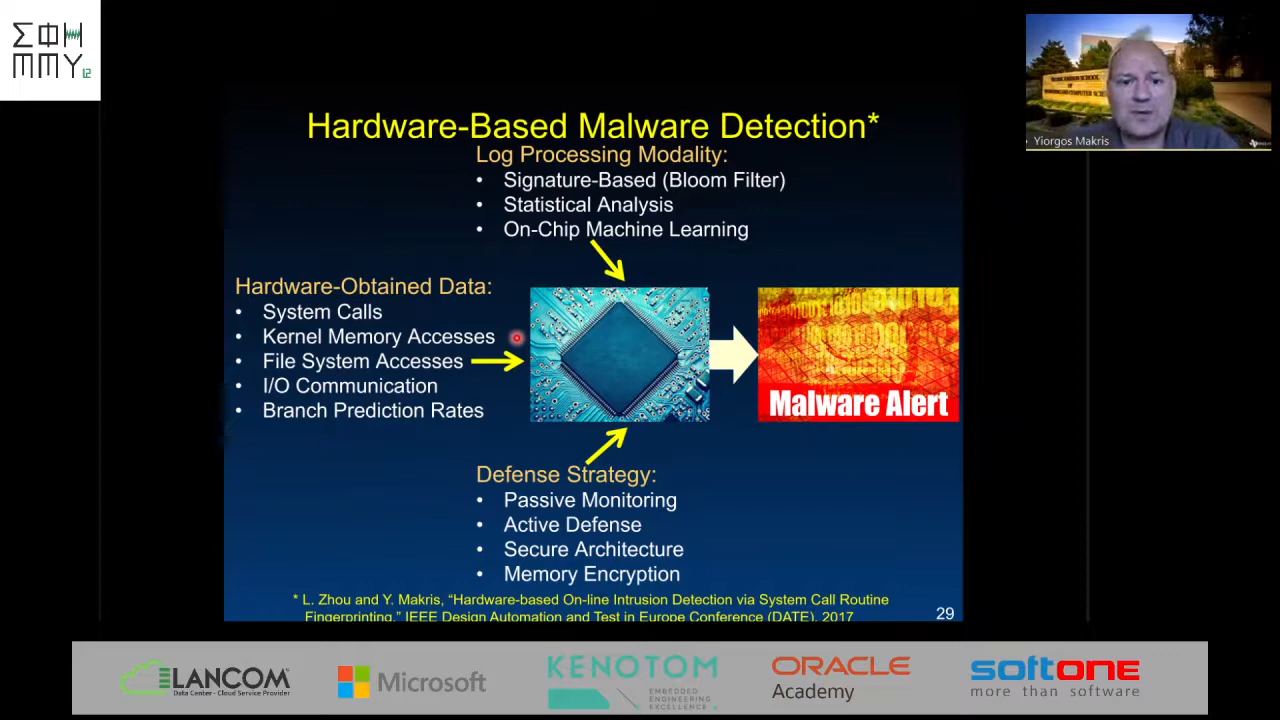 ΣΦΗ
ΜΜΥ 12
Yiorgos Makris
Hardware-Based Malware Detection*
Log Processing Modality:
• Signature-Based (Bloom Filter)
• Statistical Analysis
• On-Chip Machine Learning
Hardware-Obtained Data:
• System Calls
• Kernel Memory Accesses
• File System Accesses
• I/O Communication
• Branch Prediction Rates
Malware Alert
Defense Strategy:
• Passive Monitoring
• Active Defense
• Secure Architecture
• Memory Encryption
* L. Zhou and Y. Makris, “Hardware-based On-line Intrusion Detection via System Call Routine
Fingerprinting,” IEEE Design Automation and Test in Europe Conference (DATE), 2017
29
LANCOM
Data Center - Cloud Service Provider
Microsoft
KENOTOM
EMBEDDED
ENGINEERING
EXCELLENCE
ORACLE
Academy
softone
more than software